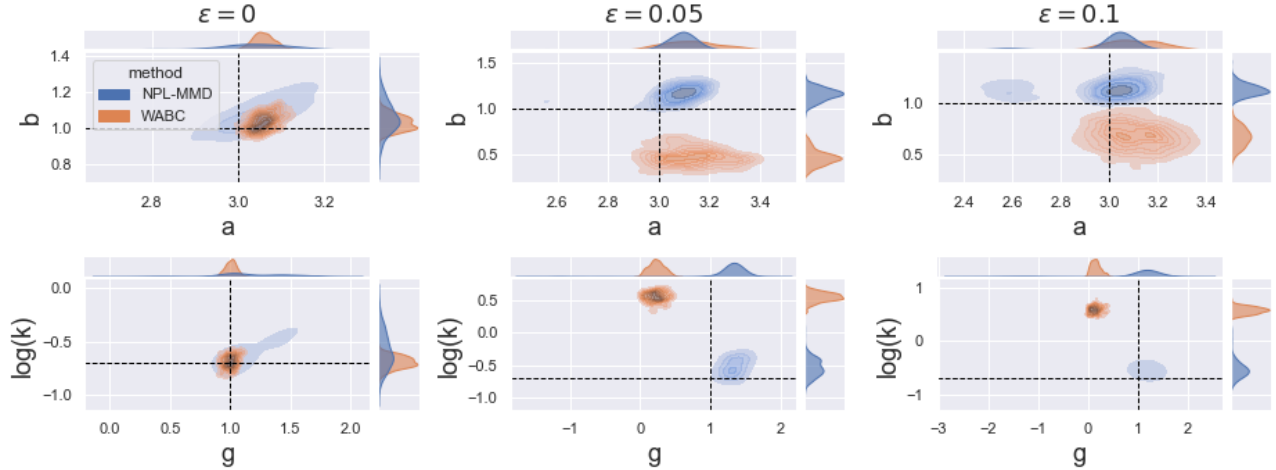 ε = 0
ε = 0.05
ε = 0.1
1.4
1.2
1.0
0.8
b
method
NPL-MMD
WABC
2.8
3.0
3.2
a
1.5
1.0
0.5
b
2.6
2.8
3.0
3.2
3.4
a
1.0
0.5
b
2.4
2.6
2.8
3.0
3.2
3.4
a
0.0
−0.5
−1.0
log(k)
0.0
0.5
1.0
1.5
2.0
g
0.5
0.0
−0.5
−1.0
log(k)
−1
0
1
2
g
1
0
−1
log(k)
−3
−2
−1
0
1
2
g